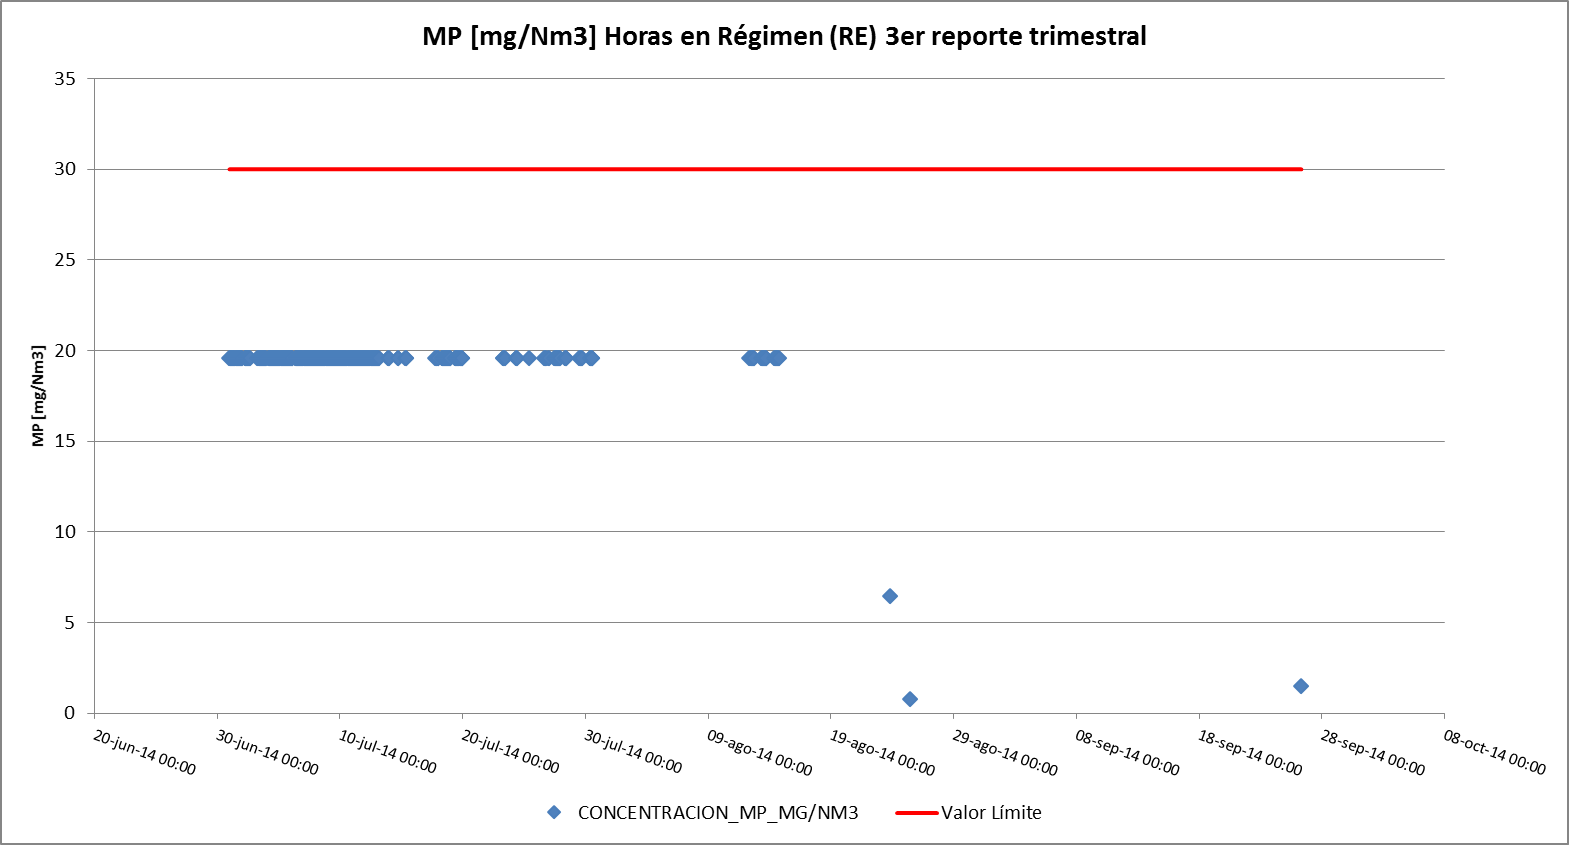 MP [mg/Nm3] Horas en Régimen (RE) 3er reporte trimestral
35
30
25
20
15
10
5
0
MP [mg/Nm3]
20-jun-14 00:00
30-jun-14 00:00
10-jul-14 00:00
20-jul-14 00:00
30-jul-14 00:00
09-ago-14 00:00
19-ago-14 00:00
29-ago-14 00:00
08-sep-14 00:00
18-sep-14 00:00
28-sep-14 00:00
08-oct-14 00:00
CONCENTRACION_MP_MG/NM3
Valor Límite